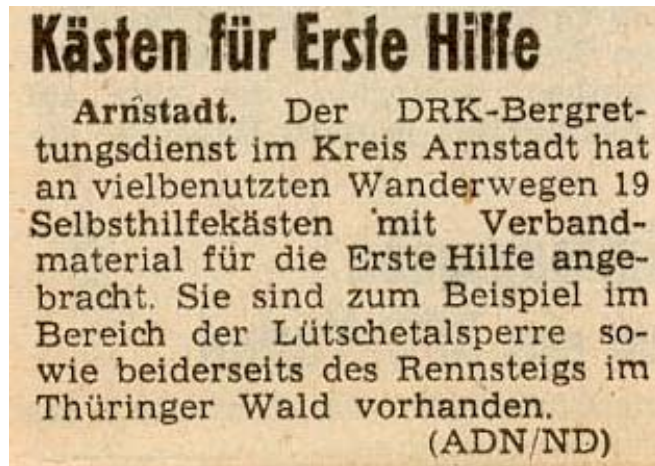 Kästen für Erste Hilfe
Arnstadt. Der DRK-Bergret-
tungsdienst im Kreis Arnstadt hat
an vielbenutzten Wanderwegen 19
Selbsthilfekästen mit Verband-
material für die Erste Hilfe ange-
bracht. Sie sind zum Beispiel im
Bereich der Lütschetalsperre so-
wie beiderseits des Rennsteigs im
Thüringer Wald vorhanden.
(ADN/ND)